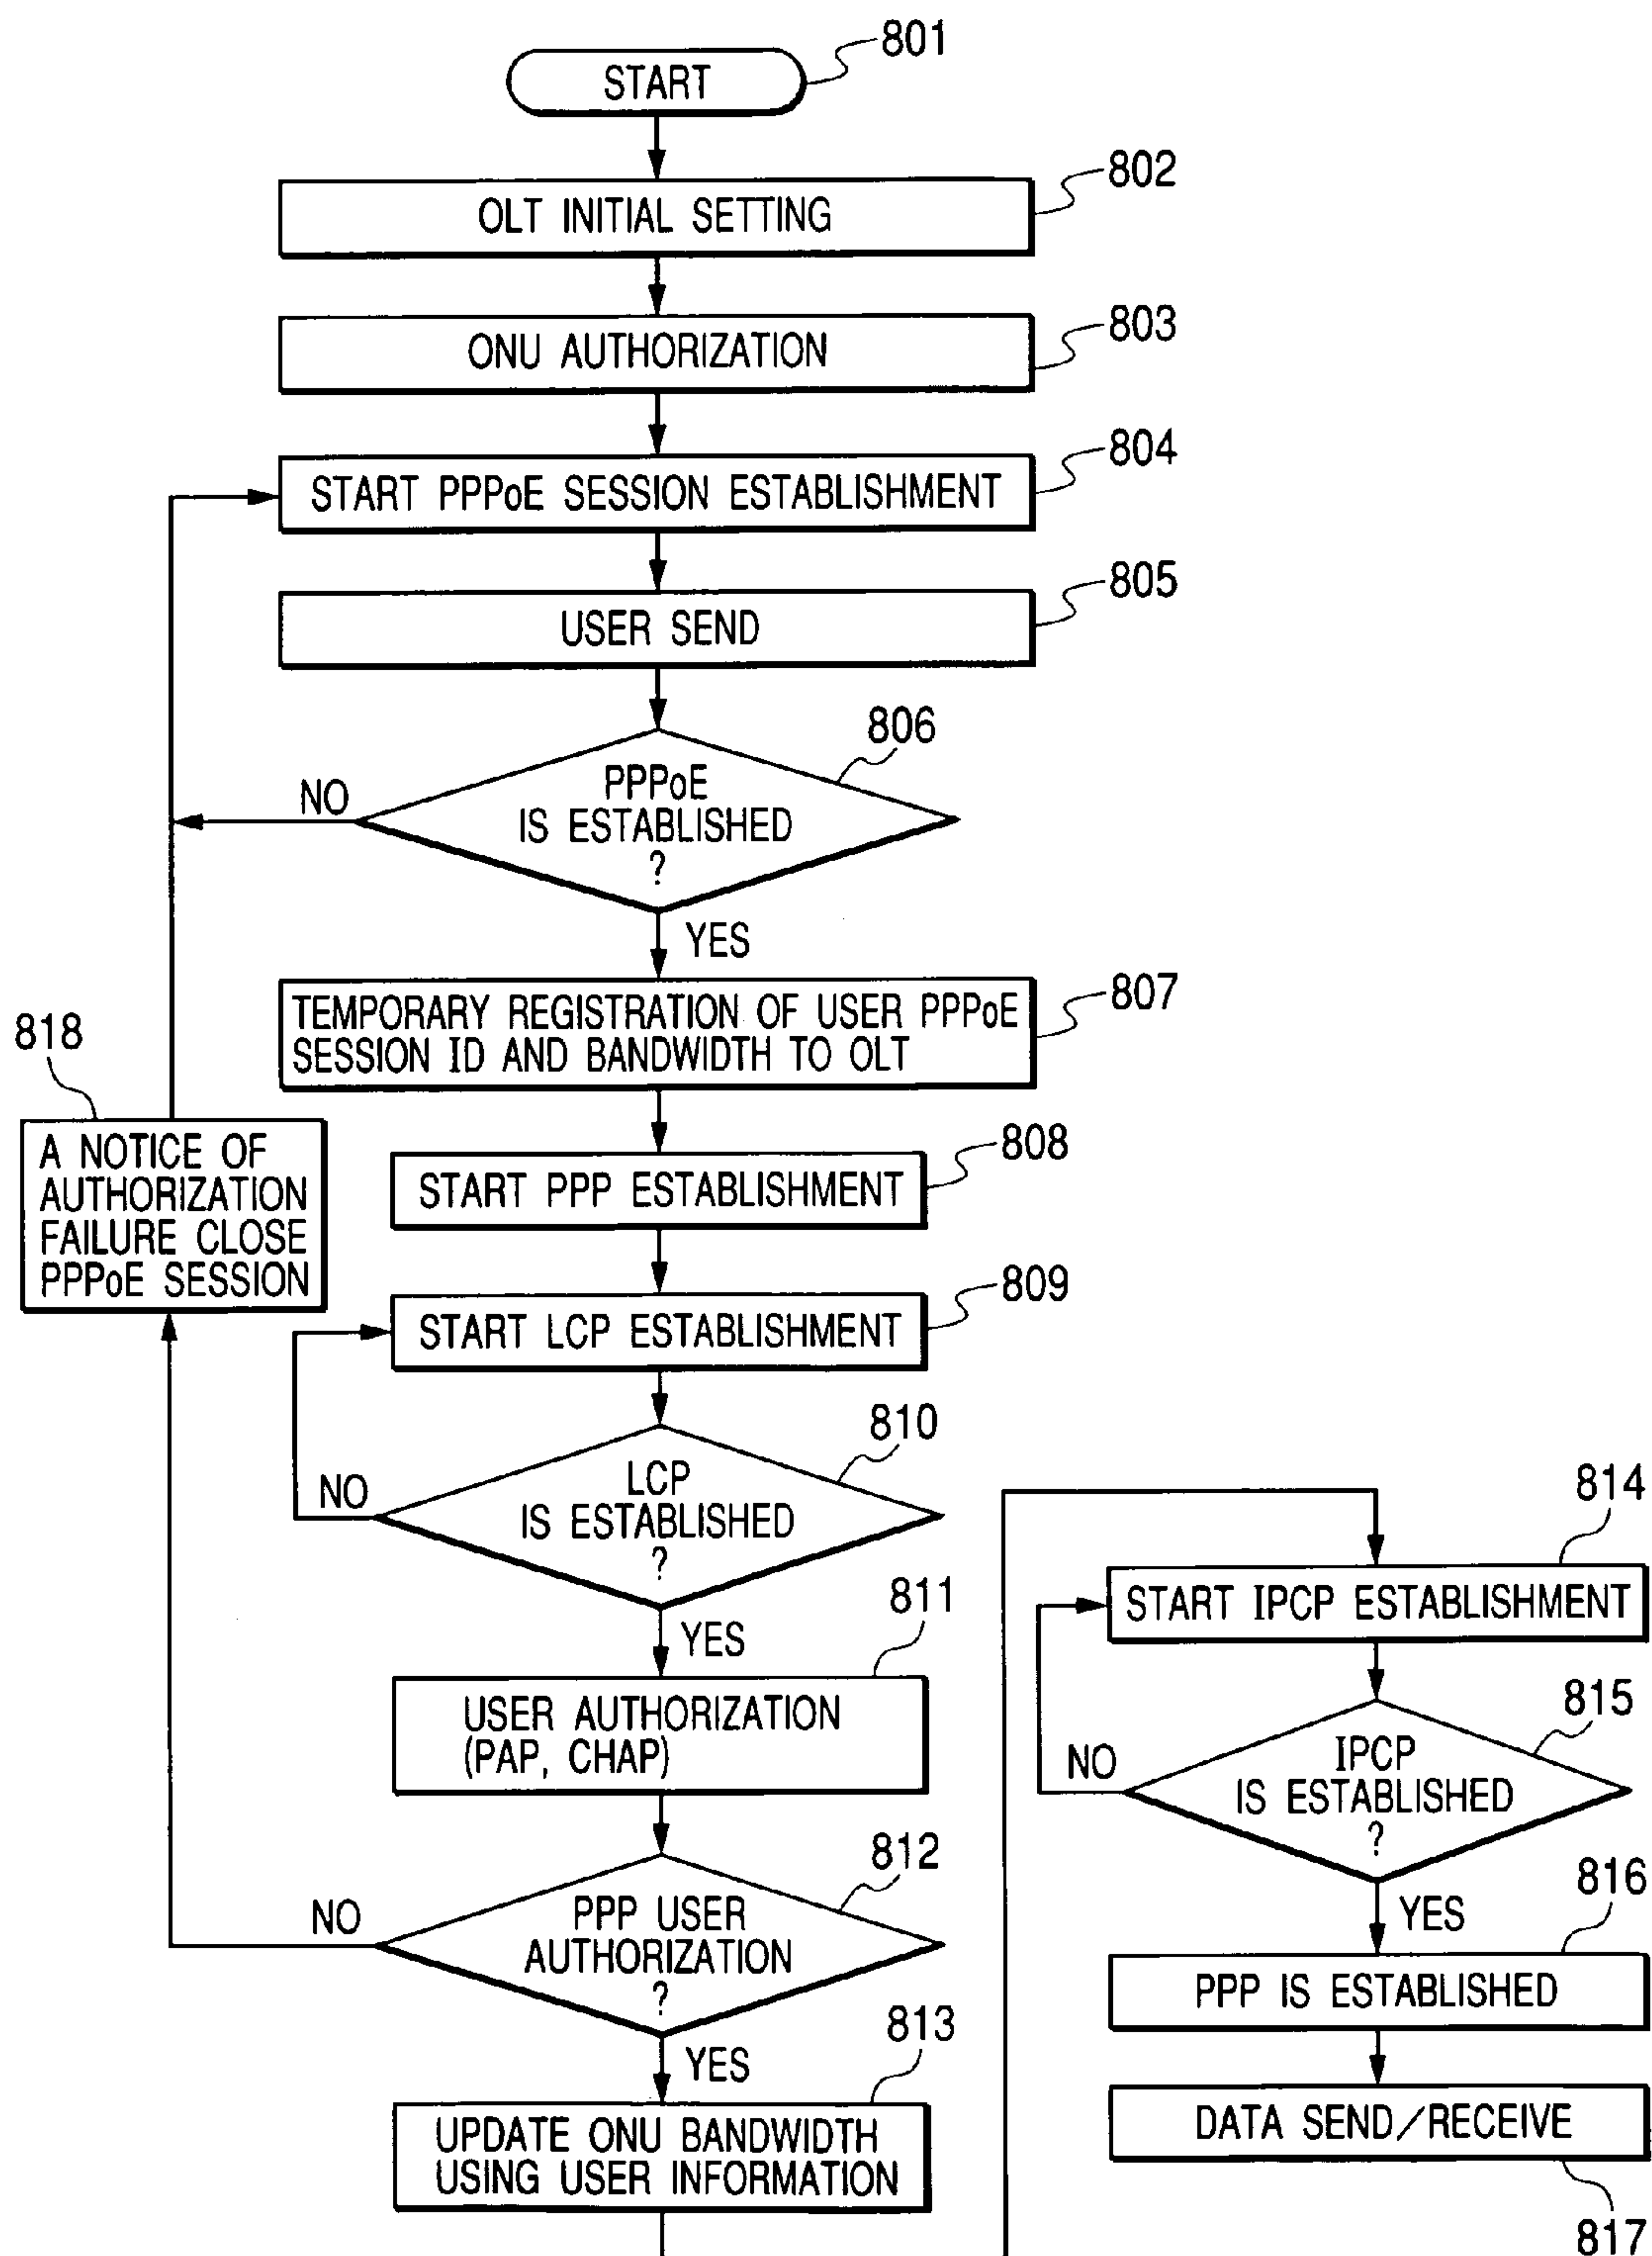 801
START
802
OLT INITIAL SETTING
803
ONU AUTHORIZATION
804
START PPPoE SESSION ESTABLISHMENT
805
USER SEND
806
PPPoE
IS ESTABLISHED
?
NO
YES
807
TEMPORARY REGISTRATION OF USER PPPoE
SESSION ID AND BANDWIDTH TO OLT
818
A NOTICE OF
AUTHORIZATION
FAILURE CLOSE
PPPoE SESSION
808
START PPP ESTABLISHMENT
809
START LCP ESTABLISHMENT
810
LCP
IS ESTABLISHED
?
NO
YES
811
USER AUTHORIZATION
(PAP, CHAP)
812
PPP USER
AUTHORIZATION
?
NO
YES
813
UPDATE ONU BANDWIDTH
USING USER INFORMATION
814
START IPCP ESTABLISHMENT
815
IPCP
IS ESTABLISHED
?
NO
YES
816
PPP IS ESTABLISHED
DATA SEND/RECEIVE
817